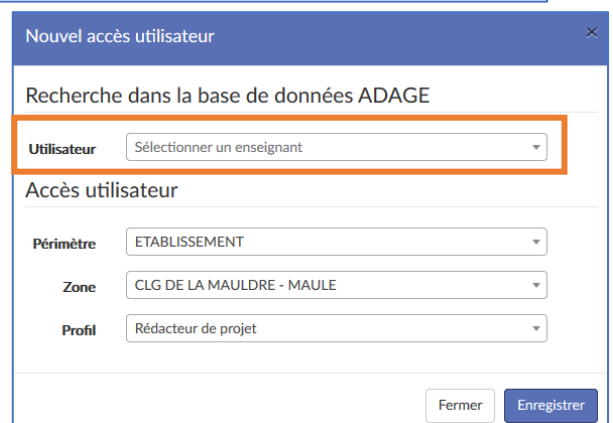 Nouvel accès utilisateur ×
Recherche dans la base de données ADAGE
Utilisateur Sélectionner un enseignant
Accès utilisateur
Périmètre ETABLISSEMENT
Zone CLG DE LA MAULDRE - MAULE
Profil Rédacteur de projet
Fermer Enregistrer